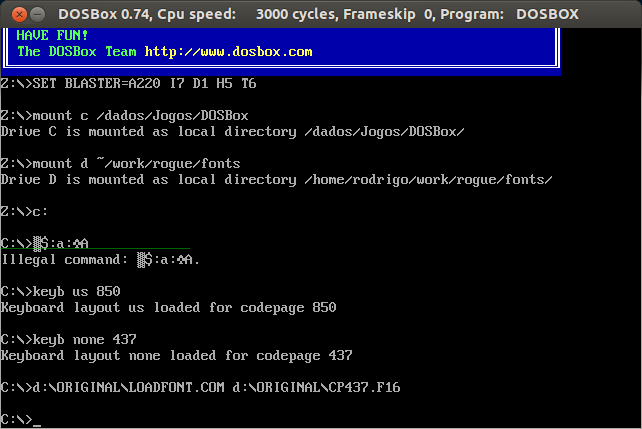 DOSBox 0.74, Cpu speed: 3000 cycles, Frameskip 0, Program: DOSBOX
HAVE FUN!
The DOSBox Team http://www.dosbox.com
Z:\>SET BLASTER=A220 I7 D1 H5 T6
Z:\>mount c /dados/Jogos/DOSBox
Drive C is mounted as local directory /dados/Jogos/DOSBox/
Z:\>mount d ~/work/rogue/fonts
Drive D is mounted as local directory /home/rodrigo/work/rogue/fonts/
Z:\>c:
C:\>▒$:a:☓A
Illegal command: ▒$:a:☓A.
C:\>keyb us 850
Keyboard layout us loaded for codepage 850
C:\>keyb none 437
Keyboard layout none loaded for codepage 437
C:\>d:\ORIGINAL\LOADFONT.COM d:\ORIGINAL\CP437.F16
C:\>_